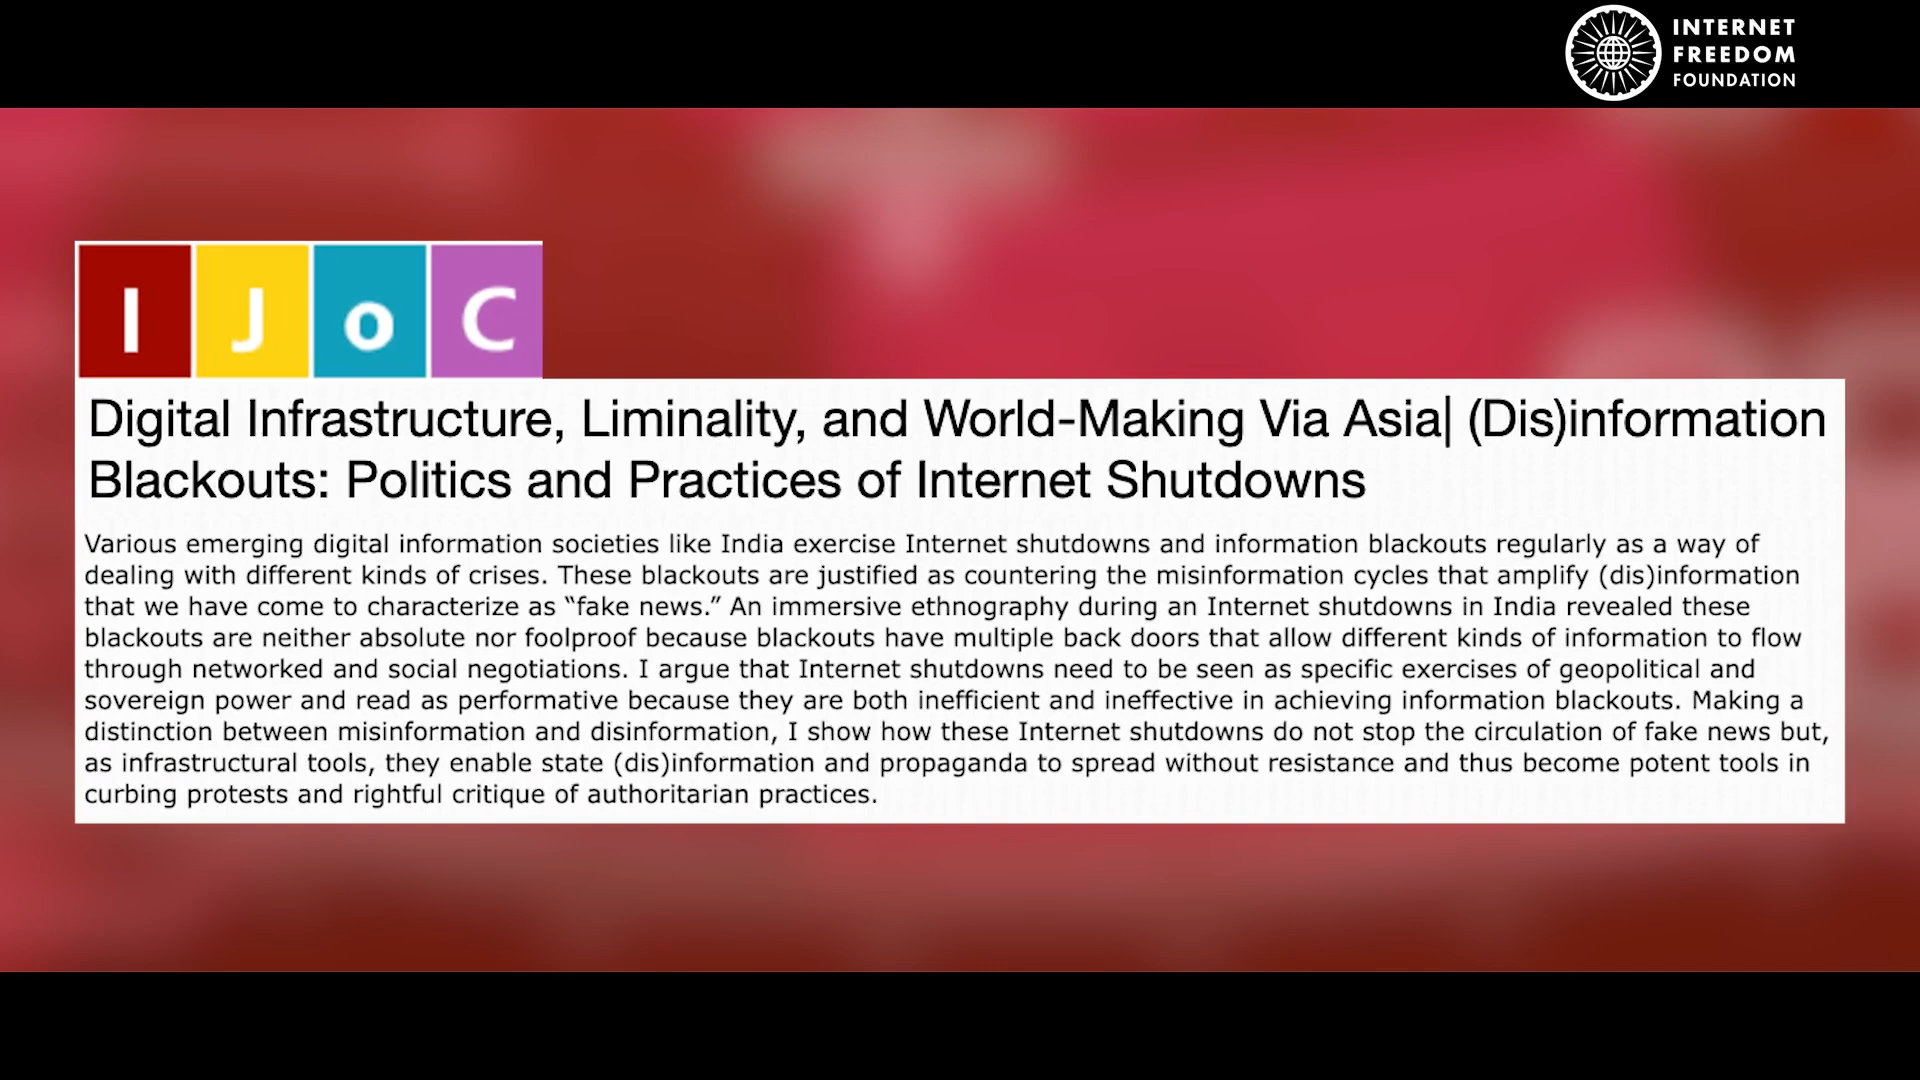 INTERNET
FREEDOM
FOUNDATION
I J o C
Digital Infrastructure, Liminality, and World-Making Via Asia| (Dis)information
Blackouts: Politics and Practices of Internet Shutdowns
Various emerging digital information societies like India exercise Internet shutdowns and information blackouts regularly as a way of
dealing with different kinds of crises. These blackouts are justified as countering the misinformation cycles that amplify (dis)information
that we have come to characterize as “fake news.” An immersive ethnography during an Internet shutdowns in India revealed these
blackouts are neither absolute nor foolproof because blackouts have multiple back doors that allow different kinds of information to flow
through networked and social negotiations. I argue that Internet shutdowns need to be seen as specific exercises of geopolitical and
sovereign power and read as performative because they are both inefficient and ineffective in achieving information blackouts. Making a
distinction between misinformation and disinformation, I show how these Internet shutdowns do not stop the circulation of fake news but,
as infrastructural tools, they enable state (dis)information and propaganda to spread without resistance and thus become potent tools in
curbing protests and rightful critique of authoritarian practices.